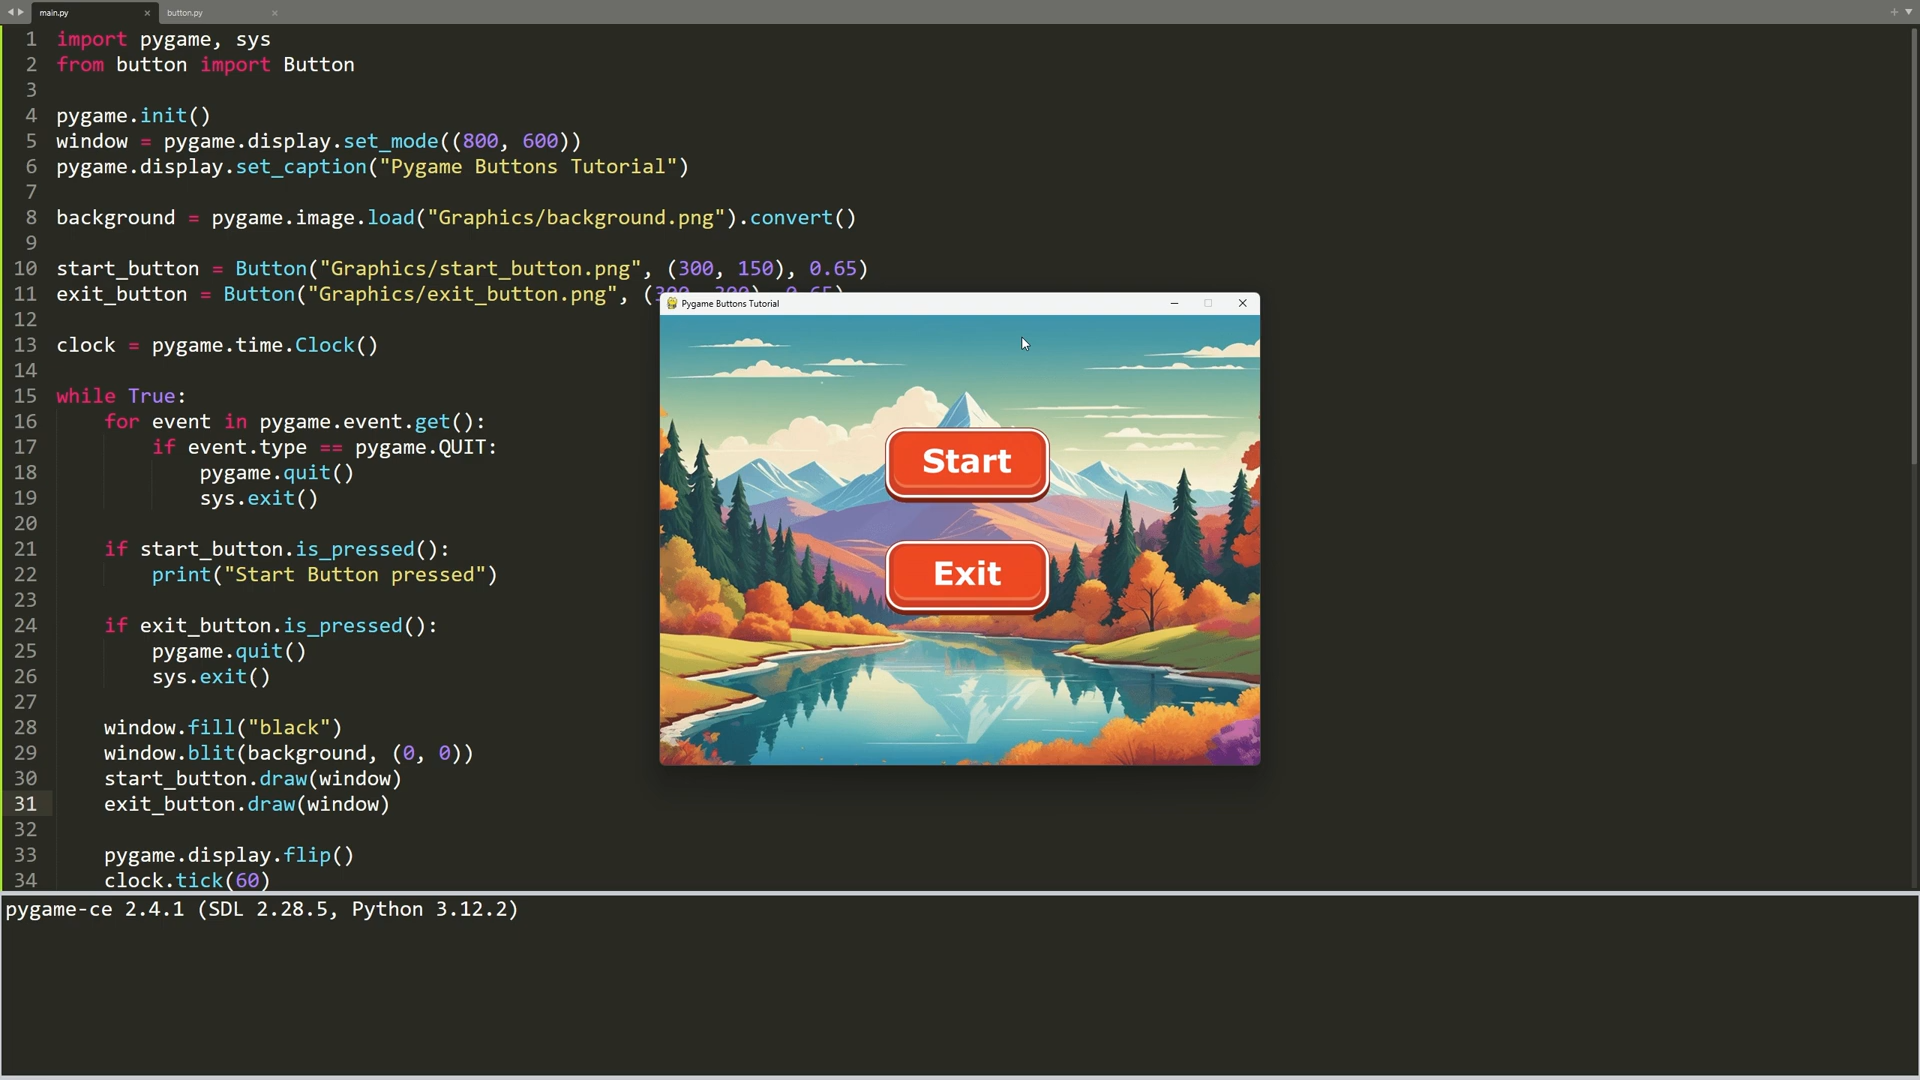 main.py
button.py
1 import pygame, sys
2 from button import Button
3
4 pygame.init()
5 window = pygame.display.set_mode((800, 600))
6 pygame.display.set_caption("Pygame Buttons Tutorial")
7
8 background = pygame.image.load("Graphics/background.png").convert()
9
10 start_button = Button("Graphics/start_button.png", (300, 150), 0.65)
11 exit_button = Button("Graphics/exit_button.png", (300, 300), 0.65)
12
13 clock = pygame.time.Clock()
14
15 while True:
16 for event in pygame.event.get():
17 if event.type == pygame.QUIT:
18 pygame.quit()
19 sys.exit()
20
21 if start_button.is_pressed():
22 print("Start Button pressed")
23
24 if exit_button.is_pressed():
25 pygame.quit()
26 sys.exit()
27
28 window.fill("black")
29 window.blit(background, (0, 0))
30 start_button.draw(window)
31 exit_button.draw(window)
32
33 pygame.display.flip()
34 clock.tick(60)
Pygame Buttons Tutorial
Start
Exit
pygame-ce 2.4.1 (SDL 2.28.5, Python 3.12.2)